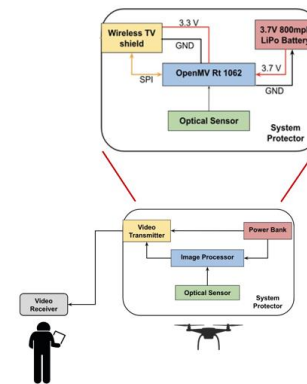 Wireless TV
shield
3.3 V
GND
3.7V 800mph
LiPo Battery
SPI
OpenMV Rt 1062
3.7 V
GND
Optical Sensor
System
Protector
Video
Transmitter
Power Bank
Image Processor
Optical Sensor
System
Protector
Video
Receiver